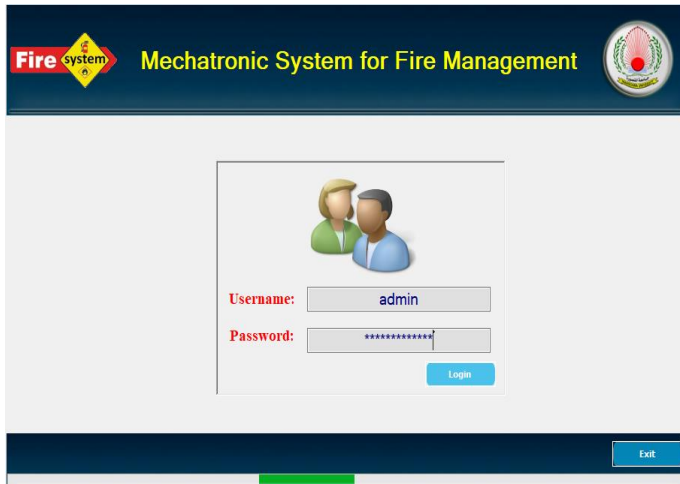 Fire system
Mechatronic System for Fire Management
Username: admin
Password: *************
Login
Exit